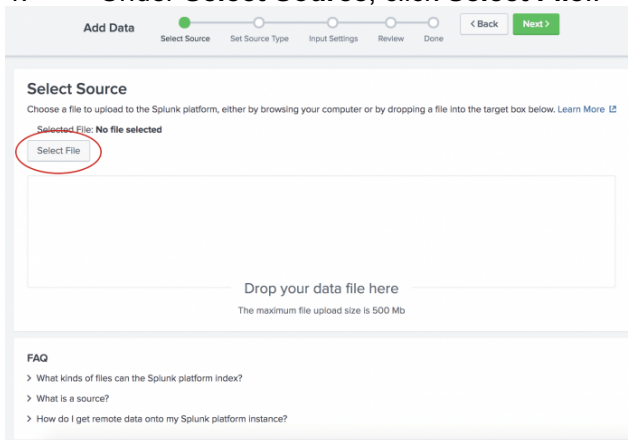 Under Select Source, click Select File.
Add Data
Select Source Set Source Type Input Settings Review Done
< Back Next >
Select Source
Choose a file to upload to the Splunk platform, either by browsing your computer or by dropping a file into the target box below. Learn More
Selected File: No file selected
Select File
Drop your data file here
The maximum file upload size is 500 Mb
FAQ
> What kinds of files can the Splunk platform index?
> What is a source?
> How do I get remote data onto my Splunk platform instance?